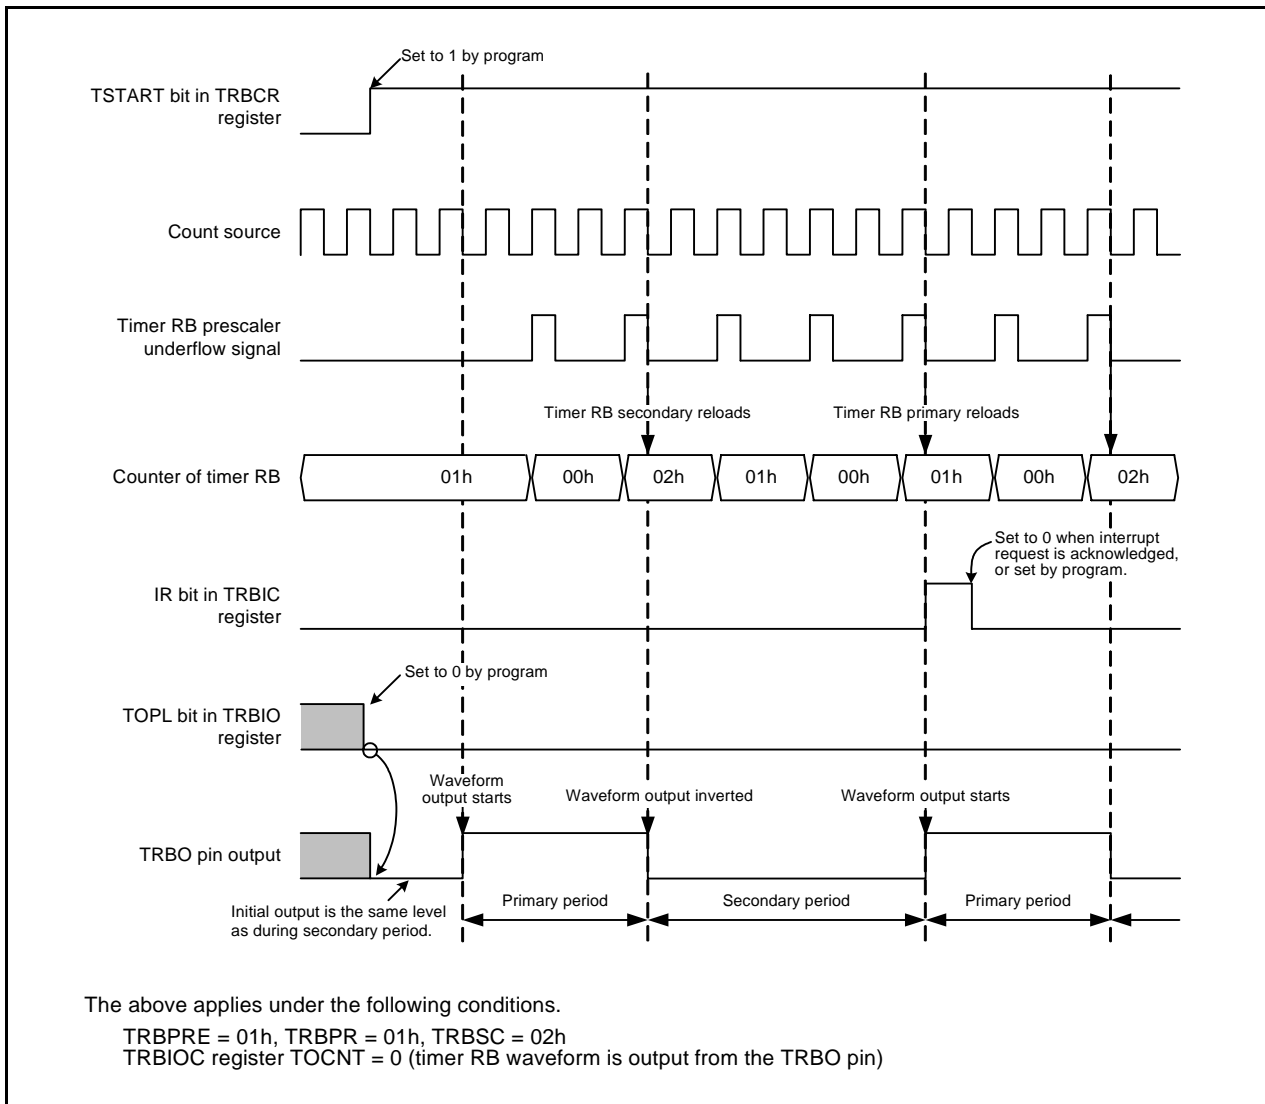 Set to 1 by program
TSTART bit in TRBCR
register
Count source
Timer RB prescaler
underflow signal
Timer RB secondary reloads
Timer RB primary reloads
Counter of timer RB
01h
00h
02h
01h
00h
01h
00h
02h
Set to 0 when interrupt
request is acknowledged,
or set by program.
IR bit in TRBIC
register
Set to 0 by program
TOPL bit in TRBIO
register
Waveform
output starts
Waveform output inverted
Waveform output starts
TRBO pin output
Initial output is the same level
as during secondary period.
Primary period
Secondary period
Primary period
The above applies under the following conditions.
TRBPRE = 01h, TRBPR = 01h, TRBSC = 02h
TRBIOC register TOCNT = 0 (timer RB waveform is output from the TRBO pin)